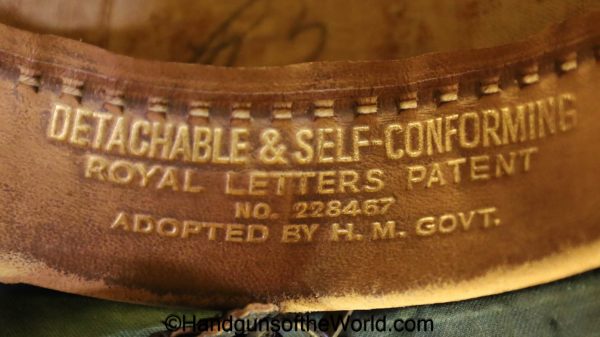 DETACHABLE & SELF-CONFORMING
ROYAL LETTERS PATENT
NO. 228467
ADOPTED BY H. M. GOVT.
©HandgunsoftheWorld.com